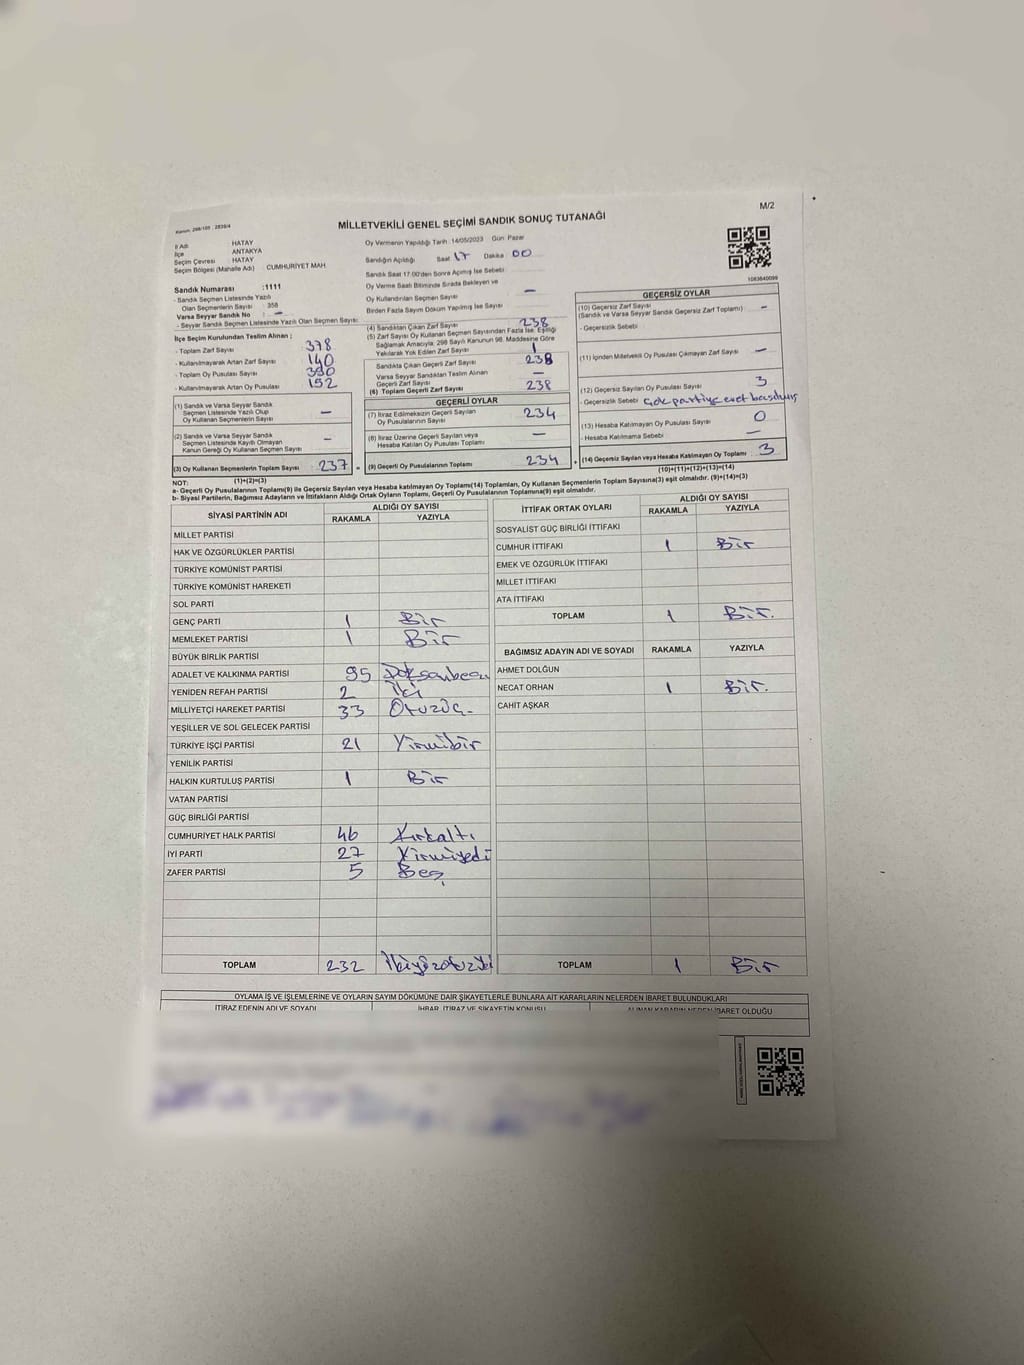 M/2
Kanun: 298/105 : 2839/4
MİLLETVEKİLİ GENEL SEÇİMİ SANDIK SONUÇ TUTANAĞI
İl Adı HATAY
İlçe ANTAKYA
Seçim Çevresi HATAY
Seçim Bölgesi (Mahalle Adı) CUMHURİYET MAH.
Sandık Numarası :1111
- Sandık Seçmen Listesinde Yazılı
Olan Seçmenlerin Sayısı : 358
Varsa Seyyar Sandık No : —
- Seyyar Sandık Seçmen Listesinde Yazılı Olan Seçmen Sayısı:
İlçe Seçim Kurulundan Teslim Alınan ;
- Toplam Zarf Sayısı 378
- Kullanılmayarak Artan Zarf Sayısı 140
- Toplam Oy Pusulası Sayısı 390
- Kullanılmayarak Artan Oy Pusulası 152
(1) Sandık ve Varsa Seyyar Sandık
Seçmen Listesinde Yazılı Olup
Oy Kullanan Seçmenlerin Sayısı —
(2) Sandık ve Varsa Seyyar Sandık
Seçmen Listesinde Kayıtlı Olmayan
Kanun Gereği Oy Kullanan Seçmen Sayısı —
(3) Oy Kullanan Seçmenlerin Toplam Sayısı 237 =
(1)+(2)=(3)
Oy Vermenin Yapıldığı Tarih : 14/05/2023 Gün: Pazar
Sandığın Açıldığı Saat 17 Dakika 00
Sandık Saat 17:00'den Sonra Açımış İse Sebebi
Oy Verme Saati Bitiminde Sırada Bekleyen ve
Oy Kullandırılan Seçmen Sayısı —
Birden Fazla Sayım Döküm Yapılmış İse Sayısı
(4) Sandıktan Çıkan Zarf Sayısı 238
(5) Zarf Sayısı Oy Kullanan Seçmen Sayısından Fazla İse, Eşitliği
Sağlamak Amacıyla; 298 Sayılı Kanunun 98. Maddesine Göre
Yakılarak Yok Edilen Zarf Sayısı 1
Sandıkta Çıkan Geçerli Zarf Sayısı 238
Varsa Seyyar Sandıktan Teslim Alınan
Geçerli Zarf Sayısı —
(6) Toplam Geçerli Zarf Sayısı 238
GEÇERLİ OYLAR
(7) İtiraz Edilmeksizin Geçerli Sayılan
Oy Pusulalarının Sayısı 234
(8) İtiraz Üzerine Geçerli Sayılan veya
Hesaba Katılan Oy Pusulası Toplamı —
(9) Geçerli Oy Pusulalarının Toplamı 234 +
1083640099
GEÇERSİZ OYLAR
(10) Geçersiz Zarf Sayısı
(Sandık ve Varsa Seyyar Sandık Geçersiz Zarf Toplamı) —
- Geçersizlik Sebebi
(11) İçinden Milletvekili Oy Pusulası Çıkmayan Zarf Sayısı —
(12) Geçersiz Sayılan Oy Pusulası Sayısı 3
- Geçersizlik Sebebi Çok partiye evet basılmış
(13) Hesaba Katılmayan Oy Pusulası Sayısı 0
- Hesaba Katılmama Sebebi —
(14) Geçersiz Sayılan veya Hesaba Katılmayan Oy Toplamı 3
(10)+(11)+(12)+(13)=(14)
NOT:
a- Geçerli Oy Pusulalarının Toplamı(9) ile Geçersiz Sayılan veya Hesaba katılmayan Oy Toplamı(14) Toplamları, Oy Kullanan Seçmenlerin Toplam Sayısına(3) eşit olmalıdır. (9)+(14)=(3)
b- Siyasi Partilerin, Bağımsız Adayların ve İttifakların Aldığı Ortak Oyların Toplamı, Geçerli Oy Pusulalarının Toplamına(9) eşit olmalıdır.
SİYASİ PARTİNİN ADI ALDIĞI OY SAYISI
RAKAMLA YAZIYLA
MİLLET PARTİSİ
HAK VE ÖZGÜRLÜKLER PARTİSİ
TÜRKİYE KOMÜNİST PARTİSİ
TÜRKİYE KOMÜNİST HAREKETİ
SOL PARTİ
GENÇ PARTİ 1 Bir
MEMLEKET PARTİSİ 1 Bir
BÜYÜK BİRLİK PARTİSİ
ADALET VE KALKINMA PARTİSİ 95 Doksanbeş
YENİDEN REFAH PARTİSİ 2 İki
MİLLİYETÇİ HAREKET PARTİSİ 33 Otuzüç
YEŞİLLER VE SOL GELECEK PARTİSİ
TÜRKİYE İŞÇİ PARTİSİ 21 Yirmibir
YENİLİK PARTİSİ
HALKIN KURTULUŞ PARTİSİ 1 Bir
VATAN PARTİSİ
GÜÇ BİRLİĞİ PARTİSİ
CUMHURİYET HALK PARTİSİ 46 Kırkaltı
İYİ PARTİ 27 Yirmiyedi
ZAFER PARTİSİ 5 Beş
TOPLAM 232 İkiyüzotuziki
İTTİFAK ORTAK OYLARI ALDIĞI OY SAYISI
RAKAMLA YAZIYLA
SOSYALİST GÜÇ BİRLİĞİ İTTİFAKI
CUMHUR İTTİFAKI 1 Bir
EMEK VE ÖZGÜRLÜK İTTİFAKI
MİLLET İTTİFAKI
ATA İTTİFAKI
TOPLAM 1 Bir.
BAĞIMSIZ ADAYIN ADI VE SOYADI RAKAMLA YAZIYLA
AHMET DOLĞUN
NECAT ORHAN 1 Bir.
CAHİT AŞKAR
TOPLAM 1 Bir
OYLAMA İŞ VE İŞLEMLERİNE VE OYLARIN SAYIM DÖKÜMÜNE DAİR ŞİKAYETLERLE BUNLARA AİT KARARLARIN NELERDEN İBARET BULUNDUKLARI
İTİRAZ EDENİN ADI VE SOYADI İHBAR, İTİRAZ VE ŞİKAYETİN KONUSU ALINAN KARARIN NEDEN İBARET OLDUĞU